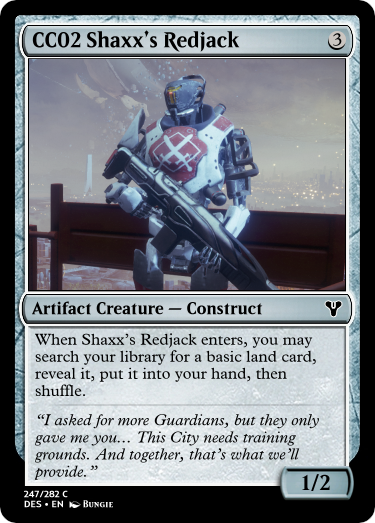 CC02 Shaxx's Redjack
3
Artifact Creature — Construct
When Shaxx's Redjack enters, you may
search your library for a basic land card,
reveal it, put it into your hand, then
shuffle.
“I asked for more Guardians, but they only
gave me you... This City needs training
grounds. And together, that's what we'll
provide.”
1/2
247/282 C
DES • EN Bungie